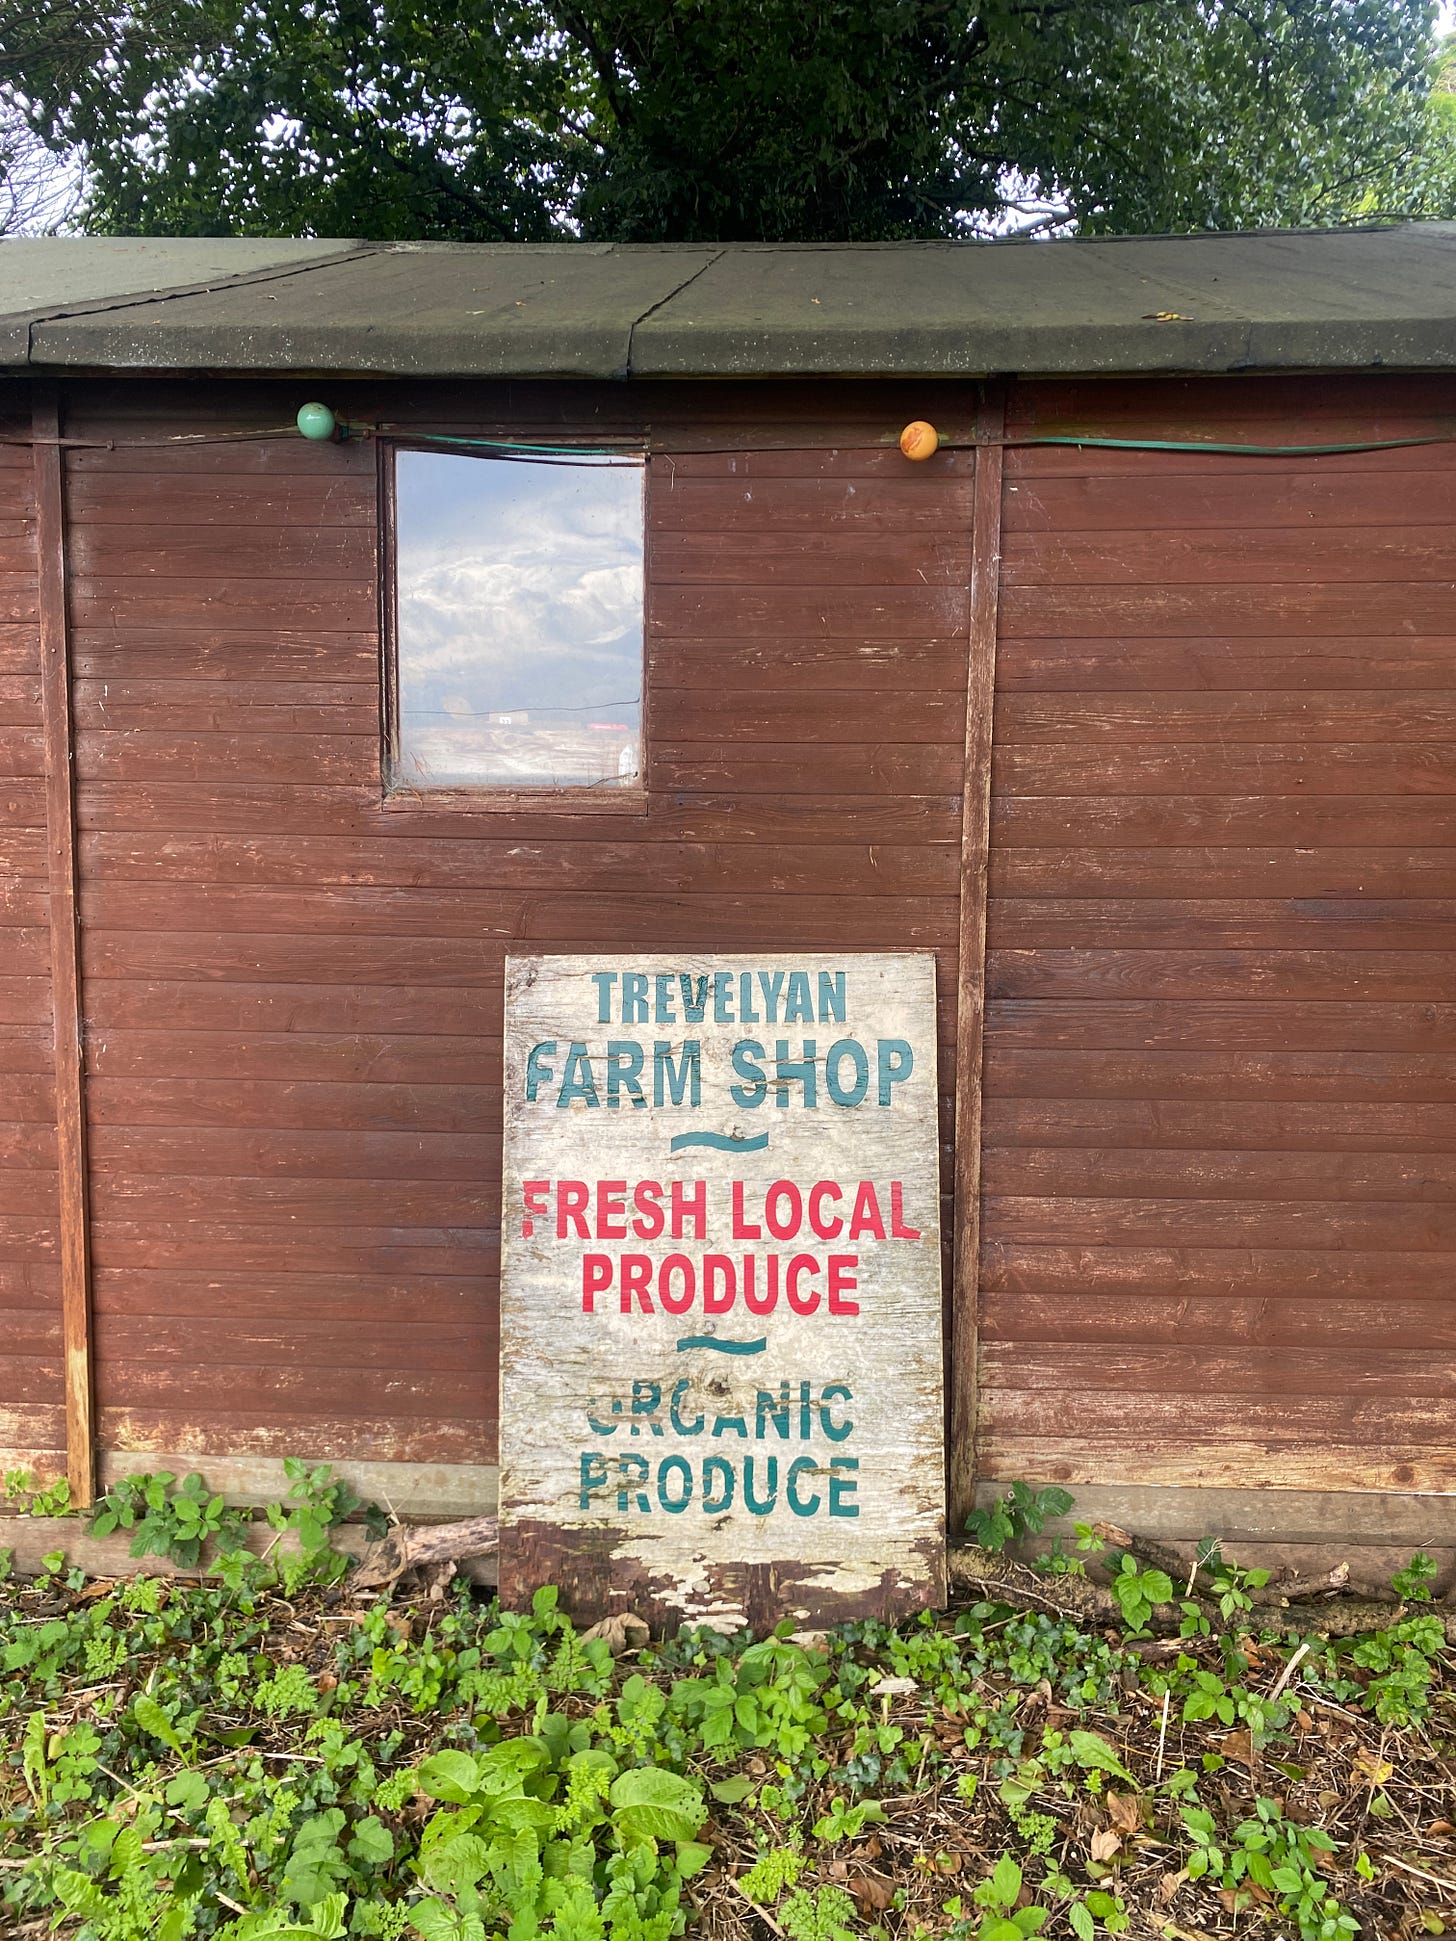 TREVELYAN
FARM SHOP
FRESH LOCAL
PRODUCE
ORGANIC
PRODUCE